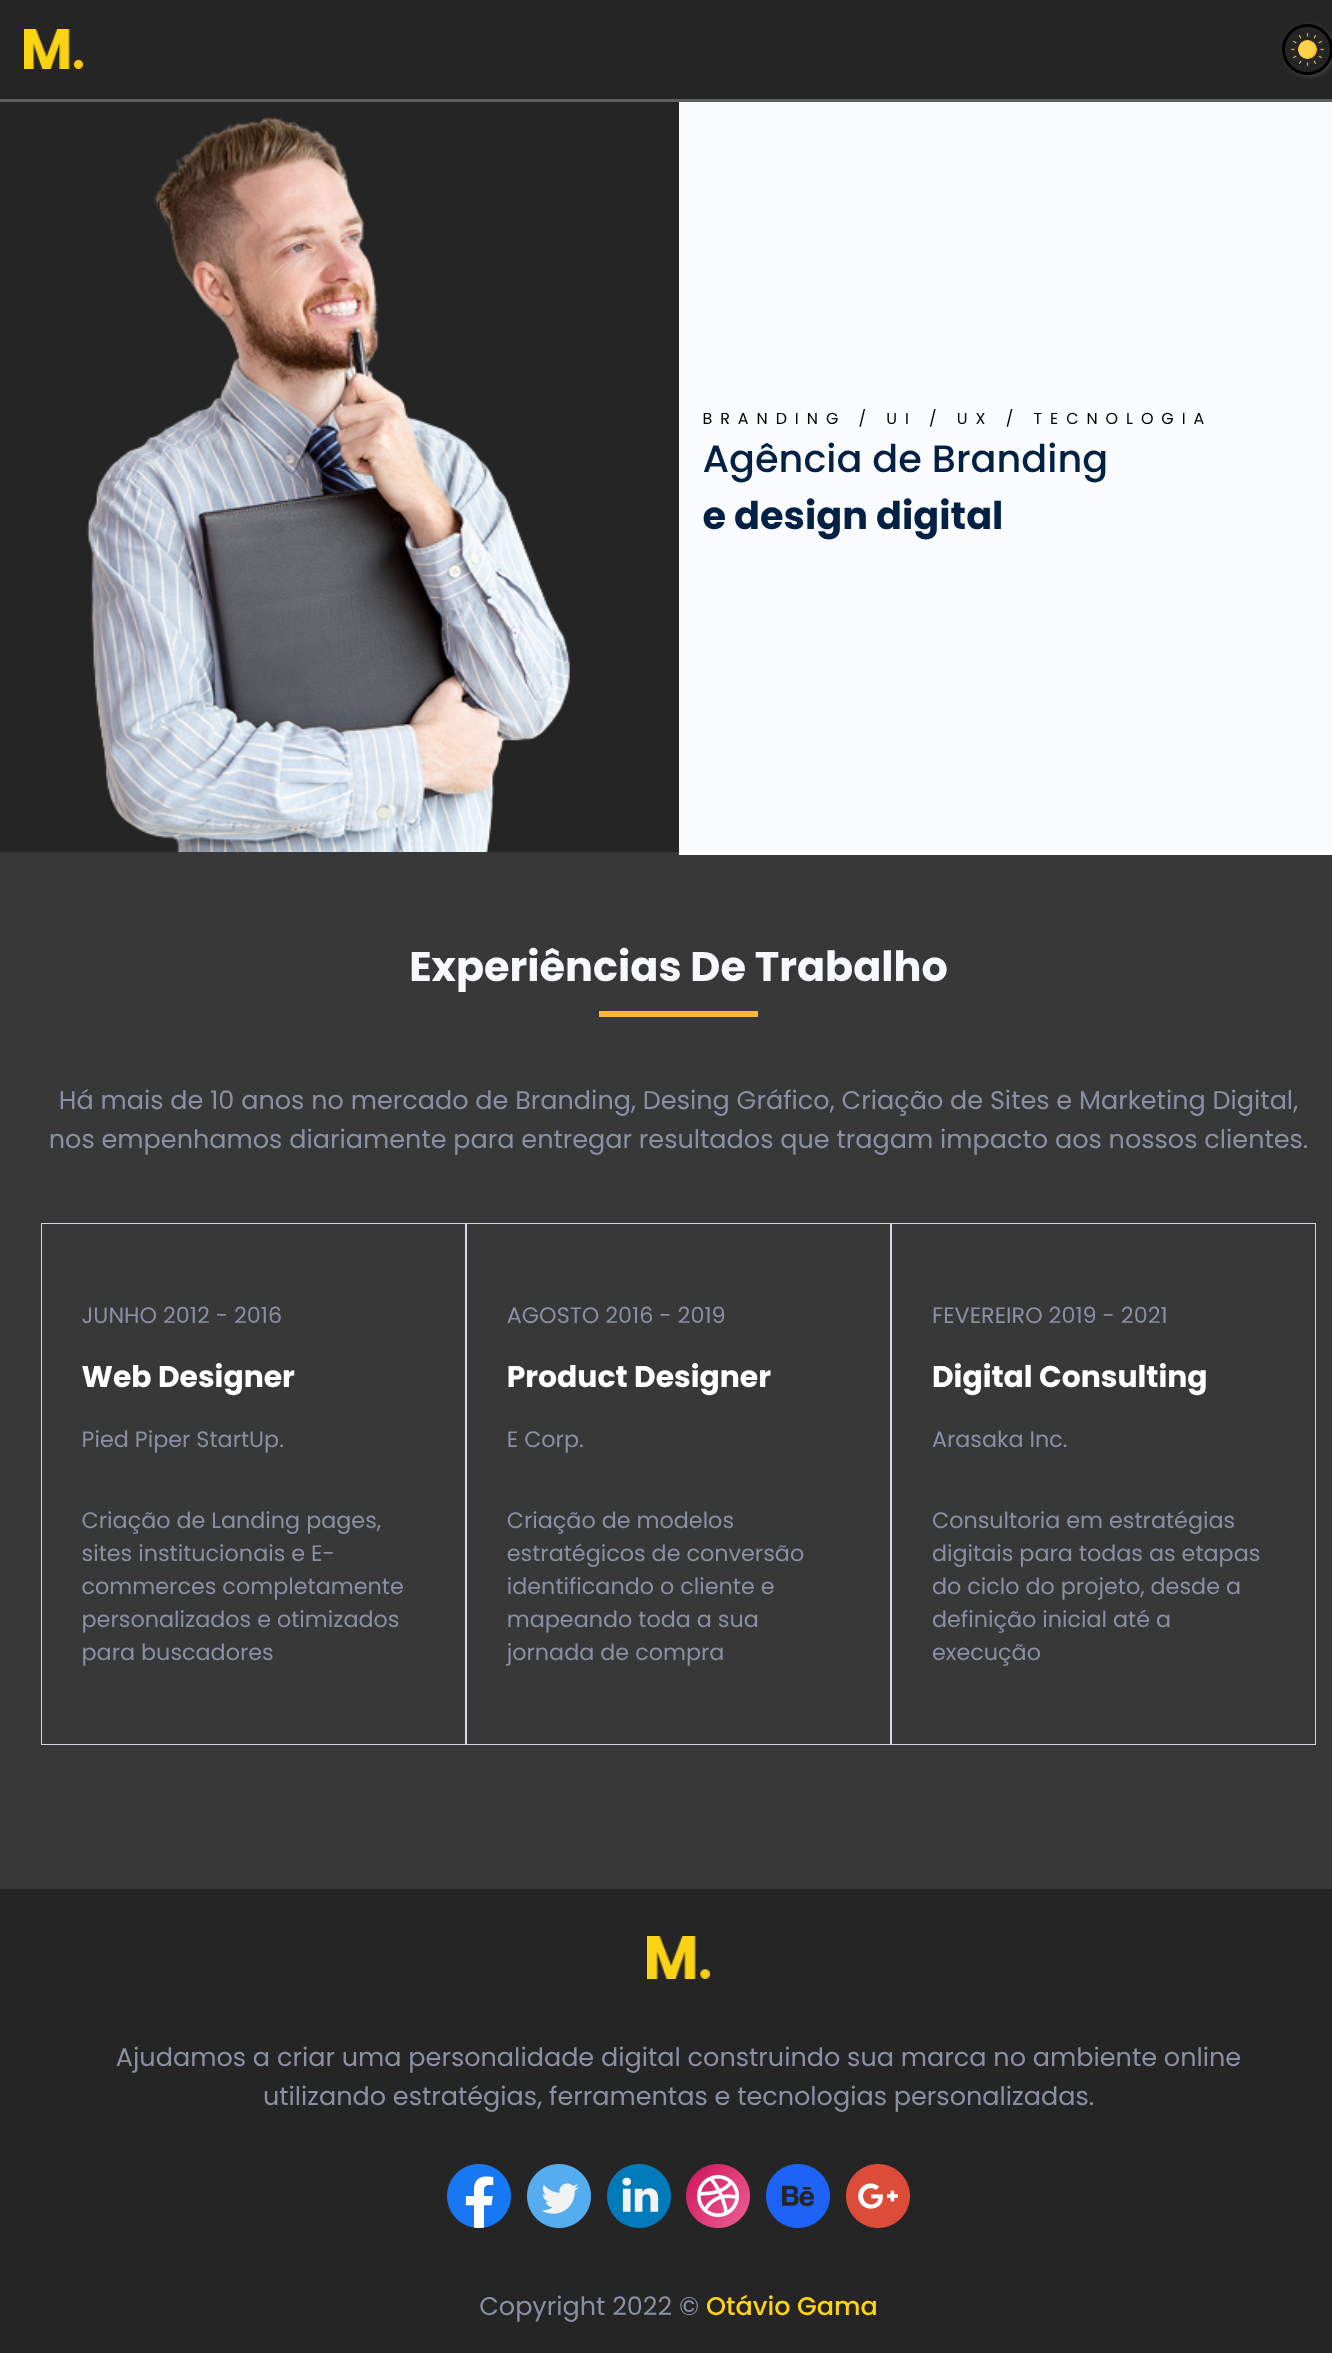 M.
BRANDING / UI / UX / TECNOLOGIA
Agência de Branding
e design digital
Experiências De Trabalho
Há mais de 10 anos no mercado de Branding, Desing Gráfico, Criação de Sites e Marketing Digital,
nos empenhamos diariamente para entregar resultados que tragam impacto aos nossos clientes.
JUNHO 2012 - 2016
Web Designer
Pied Piper StartUp.
Criação de Landing pages,
sites institucionais e E-
commerces completamente
personalizados e otimizados
para buscadores
AGOSTO 2016 - 2019
Product Designer
E Corp.
Criação de modelos
estratégicos de conversão
identificando o cliente e
mapeando toda a sua
jornada de compra
FEVEREIRO 2019 - 2021
Digital Consulting
Arasaka Inc.
Consultoria em estratégias
digitais para todas as etapas
do ciclo do projeto, desde a
definição inicial até a
execução
M.
Ajudamos a criar uma personalidade digital construindo sua marca no ambiente online
utilizando estratégias, ferramentas e tecnologias personalizadas.
f in Bē G+
Copyright 2022 © Otávio Gama